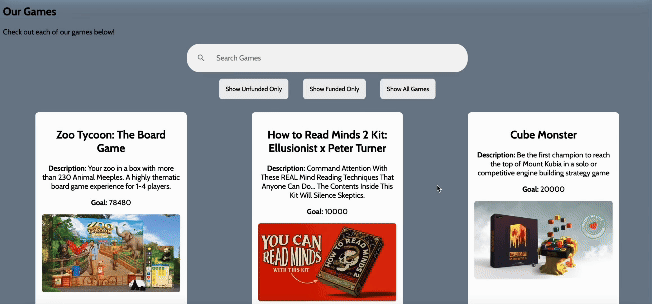 Our Games
Check out each of our games below!
Search Games
Show Unfunded Only
Show Funded Only
Show All Games
Zoo Tycoon: The Board
Game
Description: Your zoo in a box with more
than 230 Animal Meeples. A highly thematic
board game experience for 1-4 players.
Goal: 78480
How to Read Minds 2 Kit:
Ellusionist x Peter Turner
Description: Command Attention With
These REAL Mind Reading Techniques That
Anyone Can Do... The Contents Inside This
Kit Will Silence Skeptics.
Goal: 10000
YOU CAN
READ MINDS
WITH THIS KIT
HOW TO
READ MINDS
Cube Monster
Description: Be the first champion to reach
the top of Mount Kubia in a solo or
competitive engine building strategy game
Goal: 20000